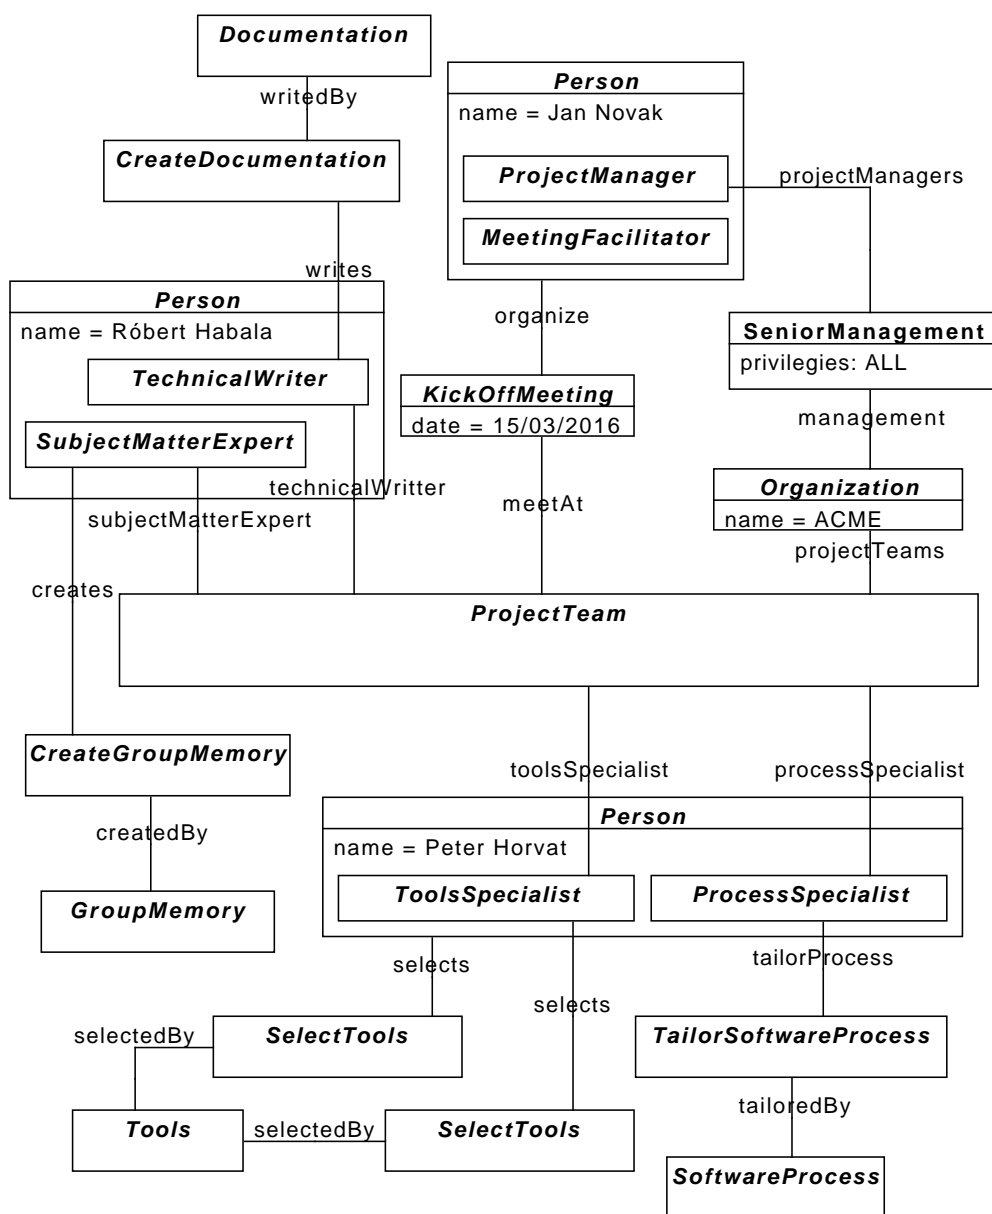 Documentation
writedBy
CreateDocumentation
writes
Person
name = Jan Novak
ProjectManager
MeetingFacilitator
projectManagers
organize
Person
name = Róbert Habala
TechnicalWriter
SubjectMatterExpert
KickOffMeeting
date = 15/03/2016
SeniorManagement
privilegies: ALL
management
Organization
name = ACME
technicalWritter
subjectMatterExpert
meetAt
projectTeams
creates
ProjectTeam
CreateGroupMemory
createdBy
GroupMemory
toolsSpecialist
processSpecialist
Person
name = Peter Horvat
ToolsSpecialist
ProcessSpecialist
selects
selects
tailorProcess
selectedBy
SelectTools
TailorSoftwareProcess
Tools
selectedBy
SelectTools
tailoredBy
SoftwareProcess